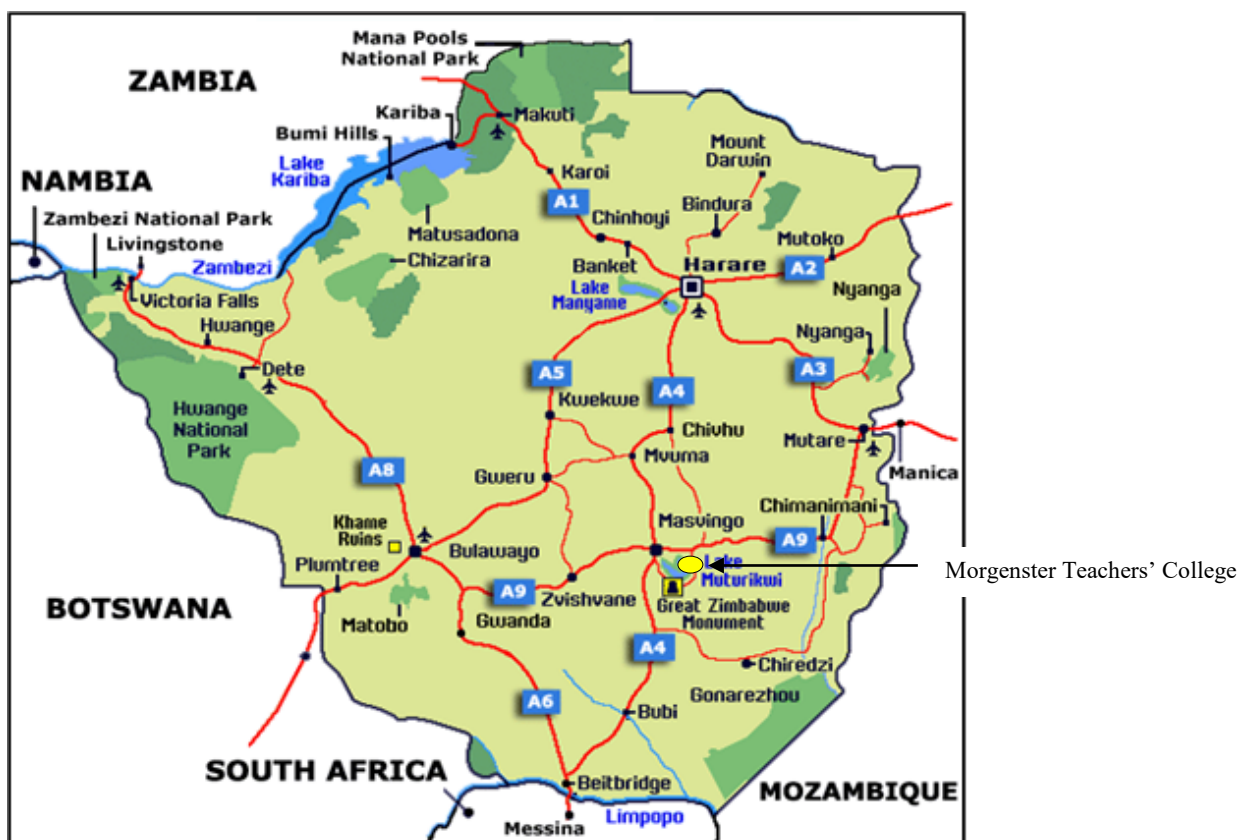 Mana Pools
National Park
ZAMBIA
Kariba
Makuti
Bumi Hills
Lake
Kariba
Mount
Darwin
Karoi
NAMBIA
A1
Bindura
Zambezi National Park
Chinhoyi
Livingstone
Matusadona
Mutoko
Zambezi
Chizarira
Banket
Harare
A2
Lake
Manyame
Nyanga
Victoria Falls
Hwange
Nyanga
Dete
A5
A4
A3
Kwekwe
Hwange
National
Park
Chivhu
Mutare
Mvuma
Manica
A8
Gweru
Chimanimani
Khame
Ruins
Masvingo
Bulawayo
A9
Plumtree
Lake
Muturikwi
Morgenster Teachers' College
BOTSWANA
A9
Zvishvane
Great Zimbabwe
Monument
Matobo
Gwanda
A4
Chiredzi
Gonarezhou
A6
Bubi
SOUTH AFRICA
Beitbridge
MOZAMBIQUE
Limpopo
Messina